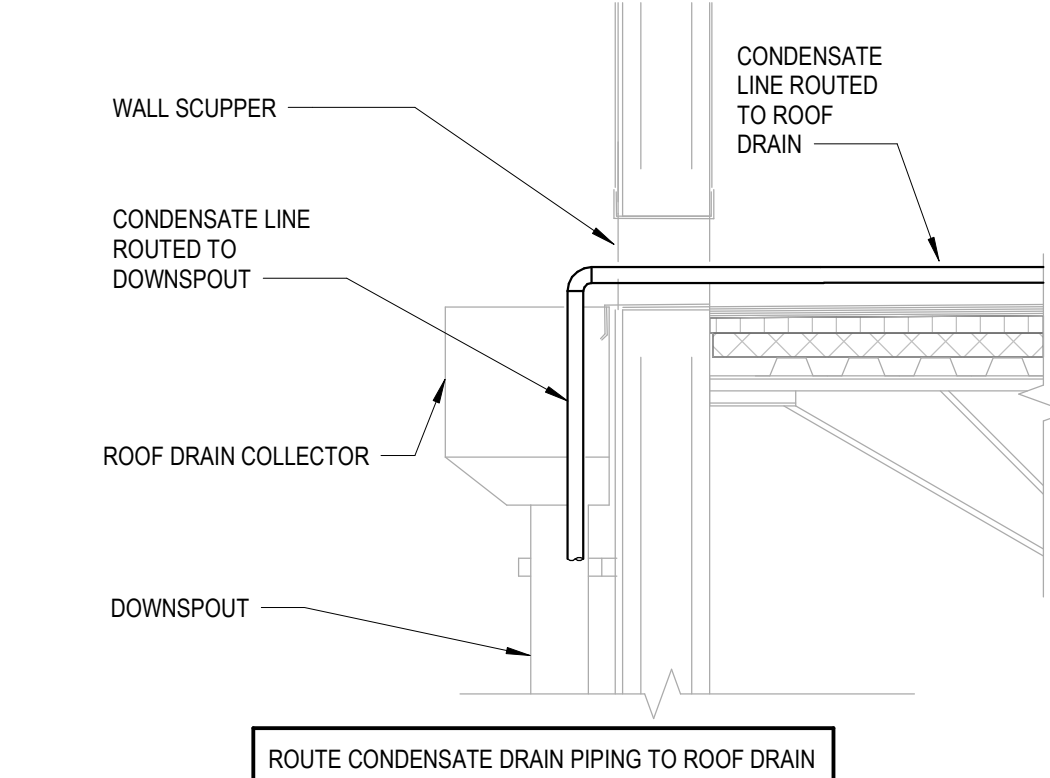 WALL SCUPPER
CONDENSATE
LINE ROUTED
TO ROOF
DRAIN
CONDENSATE LINE
ROUTED TO
DOWNSPOUT
ROOF DRAIN COLLECTOR
DOWNSPOUT
ROUTE CONDENSATE DRAIN PIPING TO ROOF DRAIN